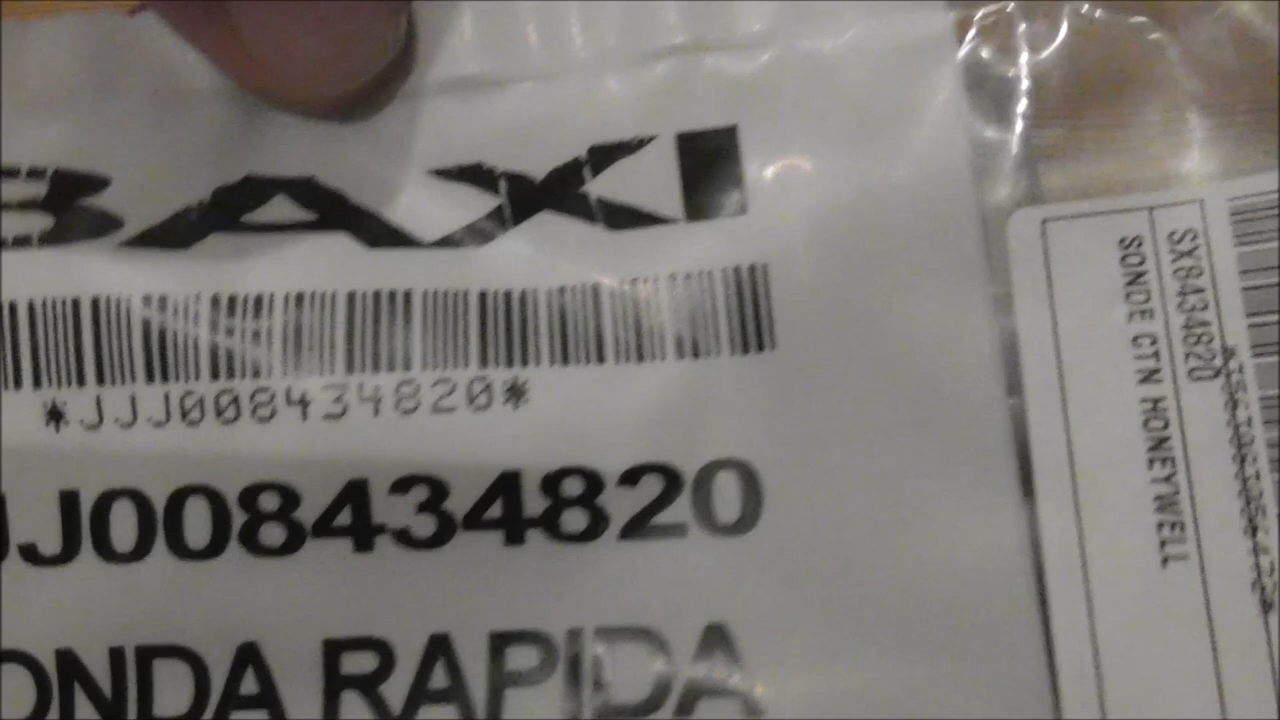 BAXI
*JJJ008434820*
JJ008434820
ONDA RAPIDA
SX8434820
SONDE CTN HONEYWELL